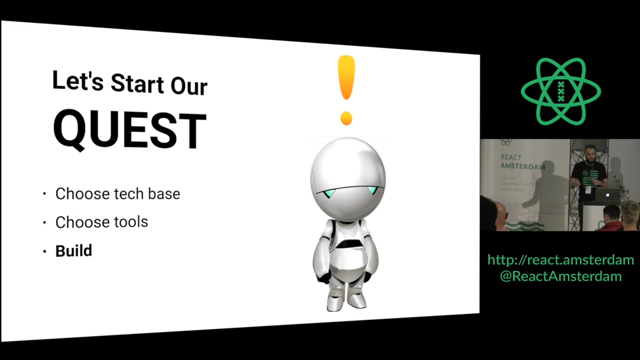 Let's Start Our
QUEST
· Choose tech base
· Choose tools
· Build
REACT
AMSTERDAM
http://react.amsterdam
@ReactAmsterdam